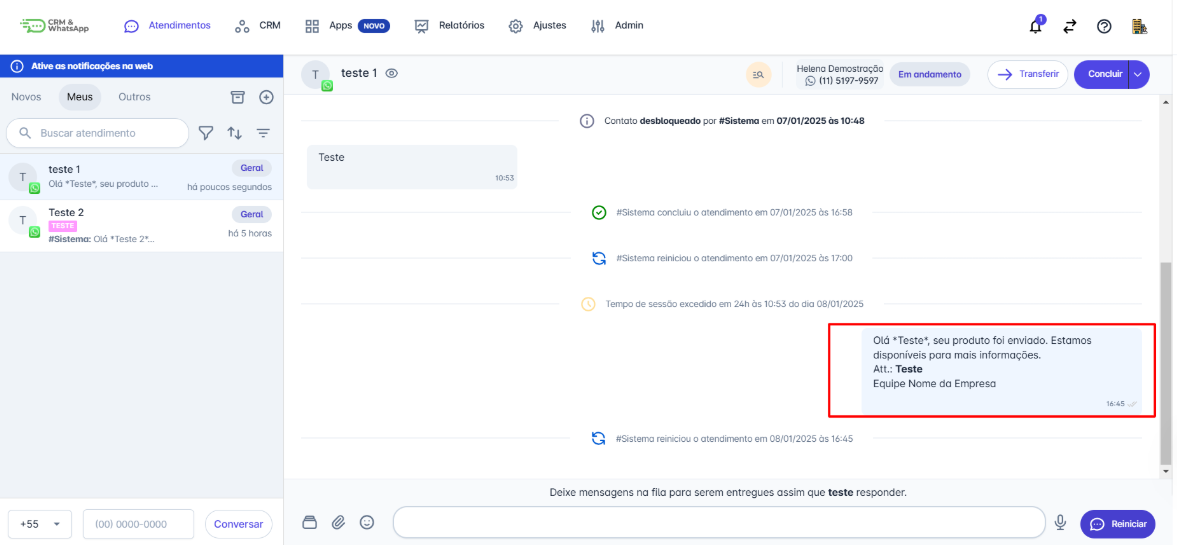 CRM &
WhatsApp
Atendimentos
CRM
Apps
NOVO
Relatórios
Ajustes
Admin
1
Ative as notificações na web
Novos
Meus
Outros
Buscar atendimento
T
teste 1
Geral
Olá *Teste*, seu produto ...
há poucos segundos
T
Teste 2
Geral
TESTE
há 5 horas
#Sistema: Olá *Teste 2*...
+55
(00) 0000-0000
Conversar
T
teste 1
Helena Demostração
(11) 5197-9597
Em andamento
Transferir
Concluir
Contato desbloqueado por #Sistema em 07/01/2025 às 10:48
Teste
10:53
#Sistema concluiu o atendimento em 07/01/2025 às 16:58
#Sistema reiniciou o atendimento em 07/01/2025 às 17:00
Tempo de sessão excedido em 24h às 10:53 do dia 08/01/2025
Olá *Teste*, seu produto foi enviado. Estamos
disponíveis para mais informações.
Att.: Teste
Equipe Nome da Empresa
16:45
#Sistema reiniciou o atendimento em 08/01/2025 às 16:45
Deixe mensagens na fila para serem entregues assim que teste responder.
Reiniciar